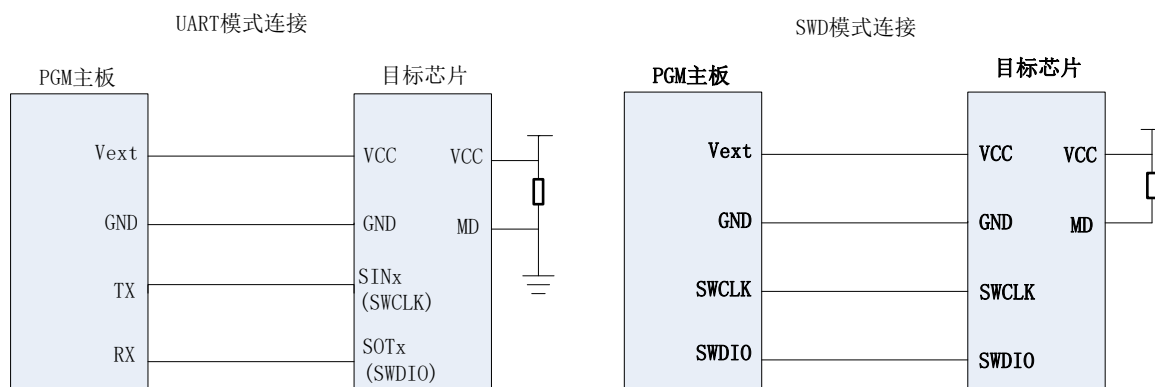 UART模式连接
PGM主板
目标芯片
Vext
VCC
VCC
GND
GND
MD
TX
SINx
(SWCLK)
RX
SOTx
(SWDIO)
SWD模式连接
PGM主板
目标芯片
Vext
VCC
VCC
GND
GND
MD
SWCLK
SWCLK
SWDIO
SWDIO